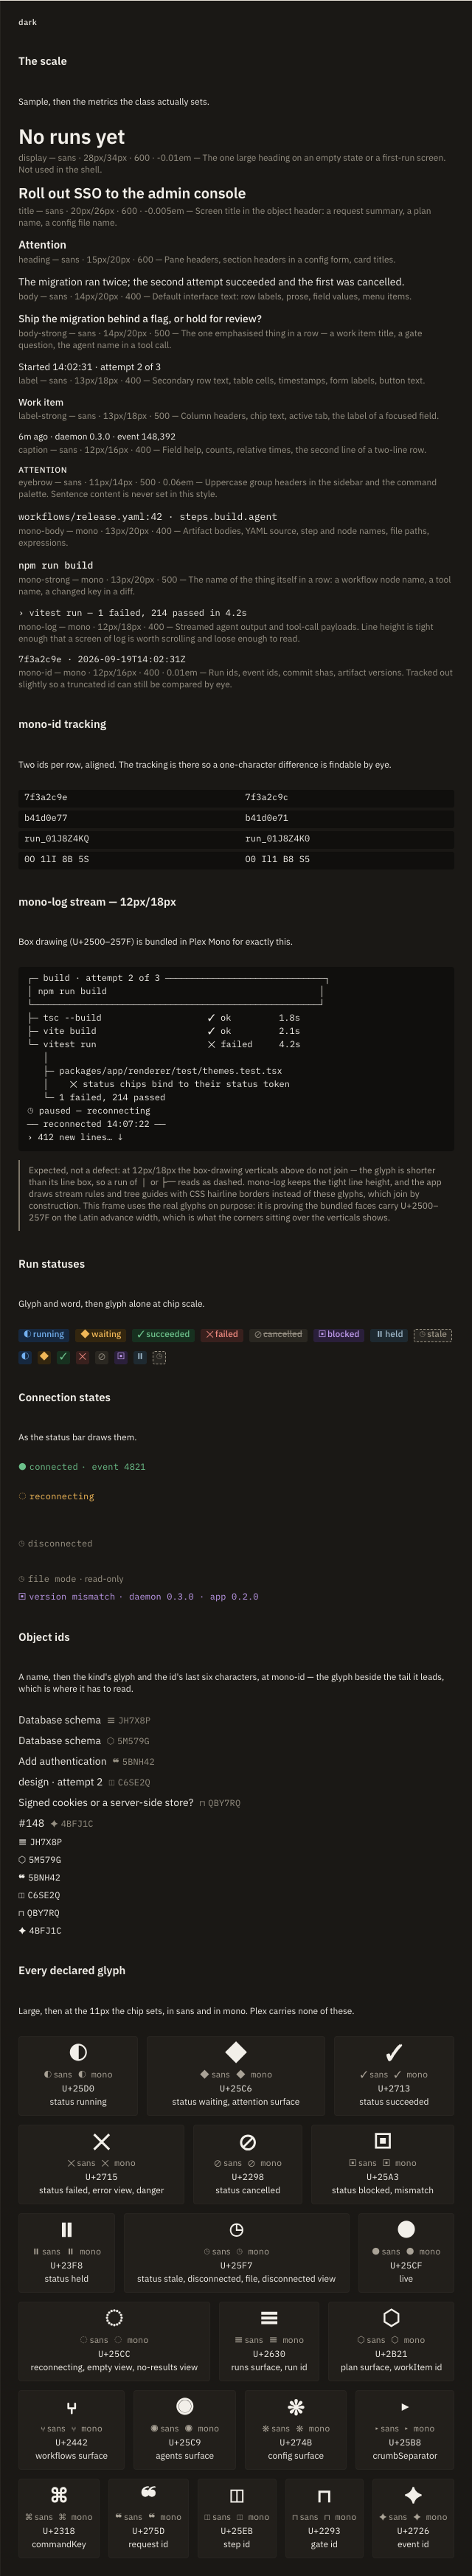 dark
The scale
Sample, then the metrics the class actually sets.
No runs yet
display — sans · 28px/34px · 600 · -0.01em — The one large heading on an empty state or a first-run screen.
Not used in the shell.
Roll out SSO to the admin console
title — sans · 20px/26px · 600 · -0.005em — Screen title in the object header: a request summary, a plan
name, a config file name.
Attention
heading — sans · 15px/20px · 600 — Pane headers, section headers in a config form, card titles.
The migration ran twice; the second attempt succeeded and the first was cancelled.
body — sans · 14px/20px · 400 — Default interface text: row labels, prose, field values, menu items.
Ship the migration behind a flag, or hold for review?
body-strong — sans · 14px/20px · 500 — The one emphasised thing in a row — a work item title, a gate
question, the agent name in a tool call.
Started 14:02:31 · attempt 2 of 3
label — sans · 13px/18px · 400 — Secondary row text, table cells, timestamps, form labels, button text.
Work item
label-strong — sans · 13px/18px · 500 — Column headers, chip text, active tab, the label of a focused field.
6m ago · daemon 0.3.0 · event 148,392
caption — sans · 12px/16px · 400 — Field help, counts, relative times, the second line of a two-line row.
ATTENTION
eyebrow — sans · 11px/14px · 500 · 0.06em — Uppercase group headers in the sidebar and the command
palette. Sentence content is never set in this style.
workflows/release.yaml:42 · steps.build.agent
mono-body — mono · 13px/20px · 400 — Artifact bodies, YAML source, step and node names, file paths,
expressions.
npm run build
mono-strong — mono · 13px/20px · 500 — The name of the thing itself in a row: a workflow node name, a tool
name, a changed key in a diff.
› vitest run — 1 failed, 214 passed in 4.2s
mono-log — mono · 12px/18px · 400 — Streamed agent output and tool-call payloads. Line height is tight
enough that a screen of log is worth scrolling and loose enough to read.
7f3a2c9e · 2026-09-19T14:02:31Z
mono-id — mono · 12px/16px · 400 · 0.01em — Run ids, event ids, commit shas, artifact versions. Tracked out
slightly so a truncated id can still be compared by eye.
mono-id tracking
Two ids per row, aligned. The tracking is there so a one-character difference is findable by eye.
7f3a2c9e 7f3a2c9c
b41d0e77 b41d0e71
run_01J8Z4KQ run_01J8Z4K0
0O 1lI 8B 5S O0 Il1 B8 S5
mono-log stream — 12px/18px
Box drawing (U+2500–257F) is bundled in Plex Mono for exactly this.
┌─ build · attempt 2 of 3 ──────────────────────────────┐
│ npm run build │
└───────────────────────────────────────────────────────
├─ tsc --build ✓ ok 1.8s
├─ vite build ✓ ok 2.1s
└─ vitest run ✕ failed 4.2s
│
├─ packages/app/renderer/test/themes.test.tsx
│ ✕ status chips bind to their status token
└─ 1 failed, 214 passed
◷ paused — reconnecting
── reconnected 14:07:22 ──
› 412 new lines… ↓
Expected, not a defect: at 12px/18px the box-drawing verticals above do not join — the glyph is shorter
than its line box, so a run of │ or ├─ reads as dashed. mono-log keeps the tight line height, and the app
draws stream rules and tree guides with CSS hairline borders instead of these glyphs, which join by
construction. This frame uses the real glyphs on purpose: it is proving the bundled faces carry U+2500–
257F on the Latin advance width, which is what the corners sitting over the verticals shows.
Run statuses
Glyph and word, then glyph alone at chip scale.
◐ running ◆ waiting ✓ succeeded ✕ failed ⊘ cancelled ▣ blocked ⏸ held ◷ stale
◐ ◆ ✓ ✕ ⊘ ▣ ⏸ ◷
Connection states
As the status bar draws them.
● connected · event 4821
◌ reconnecting
◷ disconnected
◷ file mode · read-only
▣ version mismatch · daemon 0.3.0 · app 0.2.0
Object ids
A name, then the kind's glyph and the id's last six characters, at mono-id — the glyph beside the tail it leads,
which is where it has to read.
Database schema ☰ JH7X8P
Database schema ⬡ 5M579G
Add authentication ❝ 5BNH42
design · attempt 2 ◫ C6SE2Q
Signed cookies or a server-side store? ⊓ QBY7RQ
#148 ✦ 4BFJ1C
☰ JH7X8P
⬡ 5M579G
❝ 5BNH42
◫ C6SE2Q
⊓ QBY7RQ
✦ 4BFJ1C
Every declared glyph
Large, then at the 11px the chip sets, in sans and in mono. Plex carries none of these.
◐ ◆ ✓
◐ sans ◐ mono ◆ sans ◆ mono ✓ sans ✓ mono
U+25D0 U+25C6 U+2713
status running status waiting, attention surface status succeeded
✕ ⊘ ▣
✕ sans ✕ mono ⊘ sans ⊘ mono ▣ sans ▣ mono
U+2715 U+2298 U+25A3
status failed, error view, danger status cancelled status blocked, mismatch
⏸ ◷ ●
⏸ sans ⏸ mono ◷ sans ◷ mono ● sans ● mono
U+23F8 U+25F7 U+25CF
status held status stale, disconnected, file, disconnected view live
◌ ☰ ⬡
◌ sans ◌ mono ☰ sans ☰ mono ⬡ sans ⬡ mono
U+25CC U+2630 U+2B21
reconnecting, empty view, no-results view runs surface, run id plan surface, workItem id
⑂ ◉ ❋ ▸
⑂ sans ⑂ mono ◉ sans ◉ mono ❋ sans ❋ mono ▸ sans ▸ mono
U+2442 U+25C9 U+274B U+25B8
workflows surface agents surface config surface crumbSeparator
⌘ ❝ ◫ ⊓ ✦
⌘ sans ⌘ mono ❝ sans ❝ mono ◫ sans ◫ mono ⊓ sans ⊓ mono ✦ sans ✦ mono
U+2318 U+275D U+25EB U+2293 U+2726
commandKey request id step id gate id event id